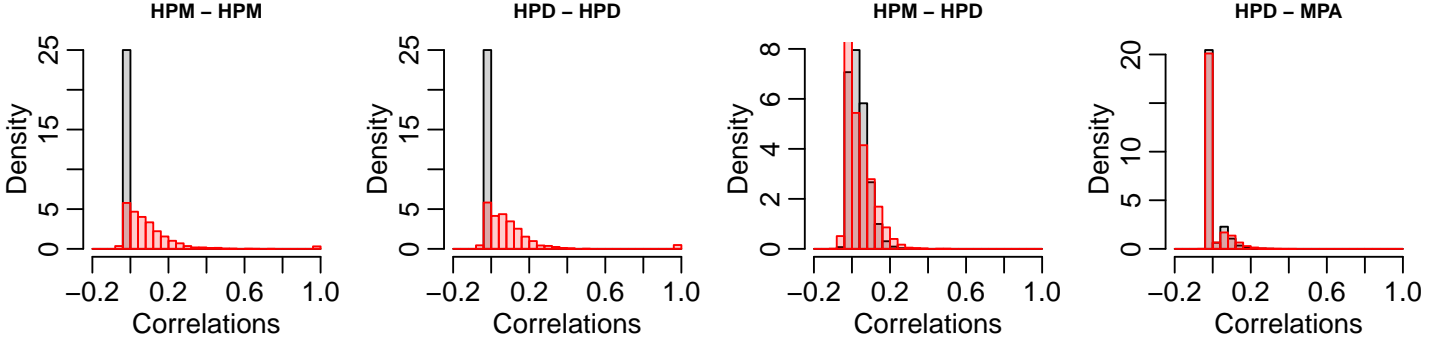 HPM – HPM
Density
0 5 15 25
−0.2 0.2 0.6 1.0
Correlations
HPD – HPD
Density
0 5 15 25
−0.2 0.2 0.6 1.0
Correlations
HPM – HPD
Density
0 2 4 6 8
−0.2 0.2 0.6 1.0
Correlations
HPD – MPA
Density
0 5 10 20
−0.2 0.2 0.6 1.0
Correlations